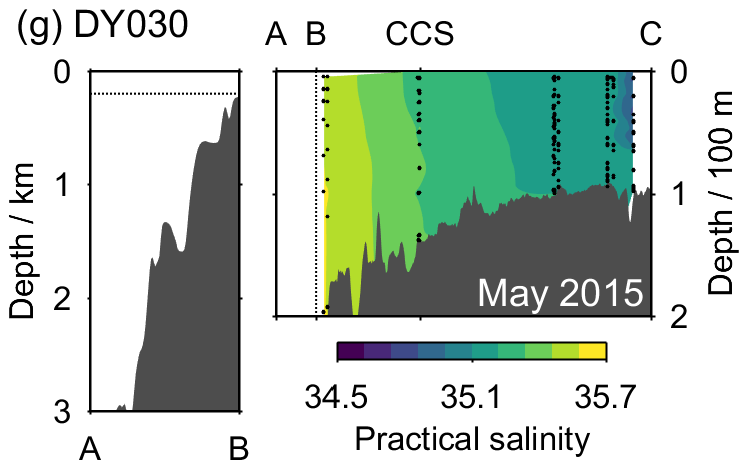 (g) DY030
A B CCS C
0
1
2
3
Depth / km
A B
0
1
2
Depth / 100 m
May 2015
34.5 35.1 35.7
Practical salinity